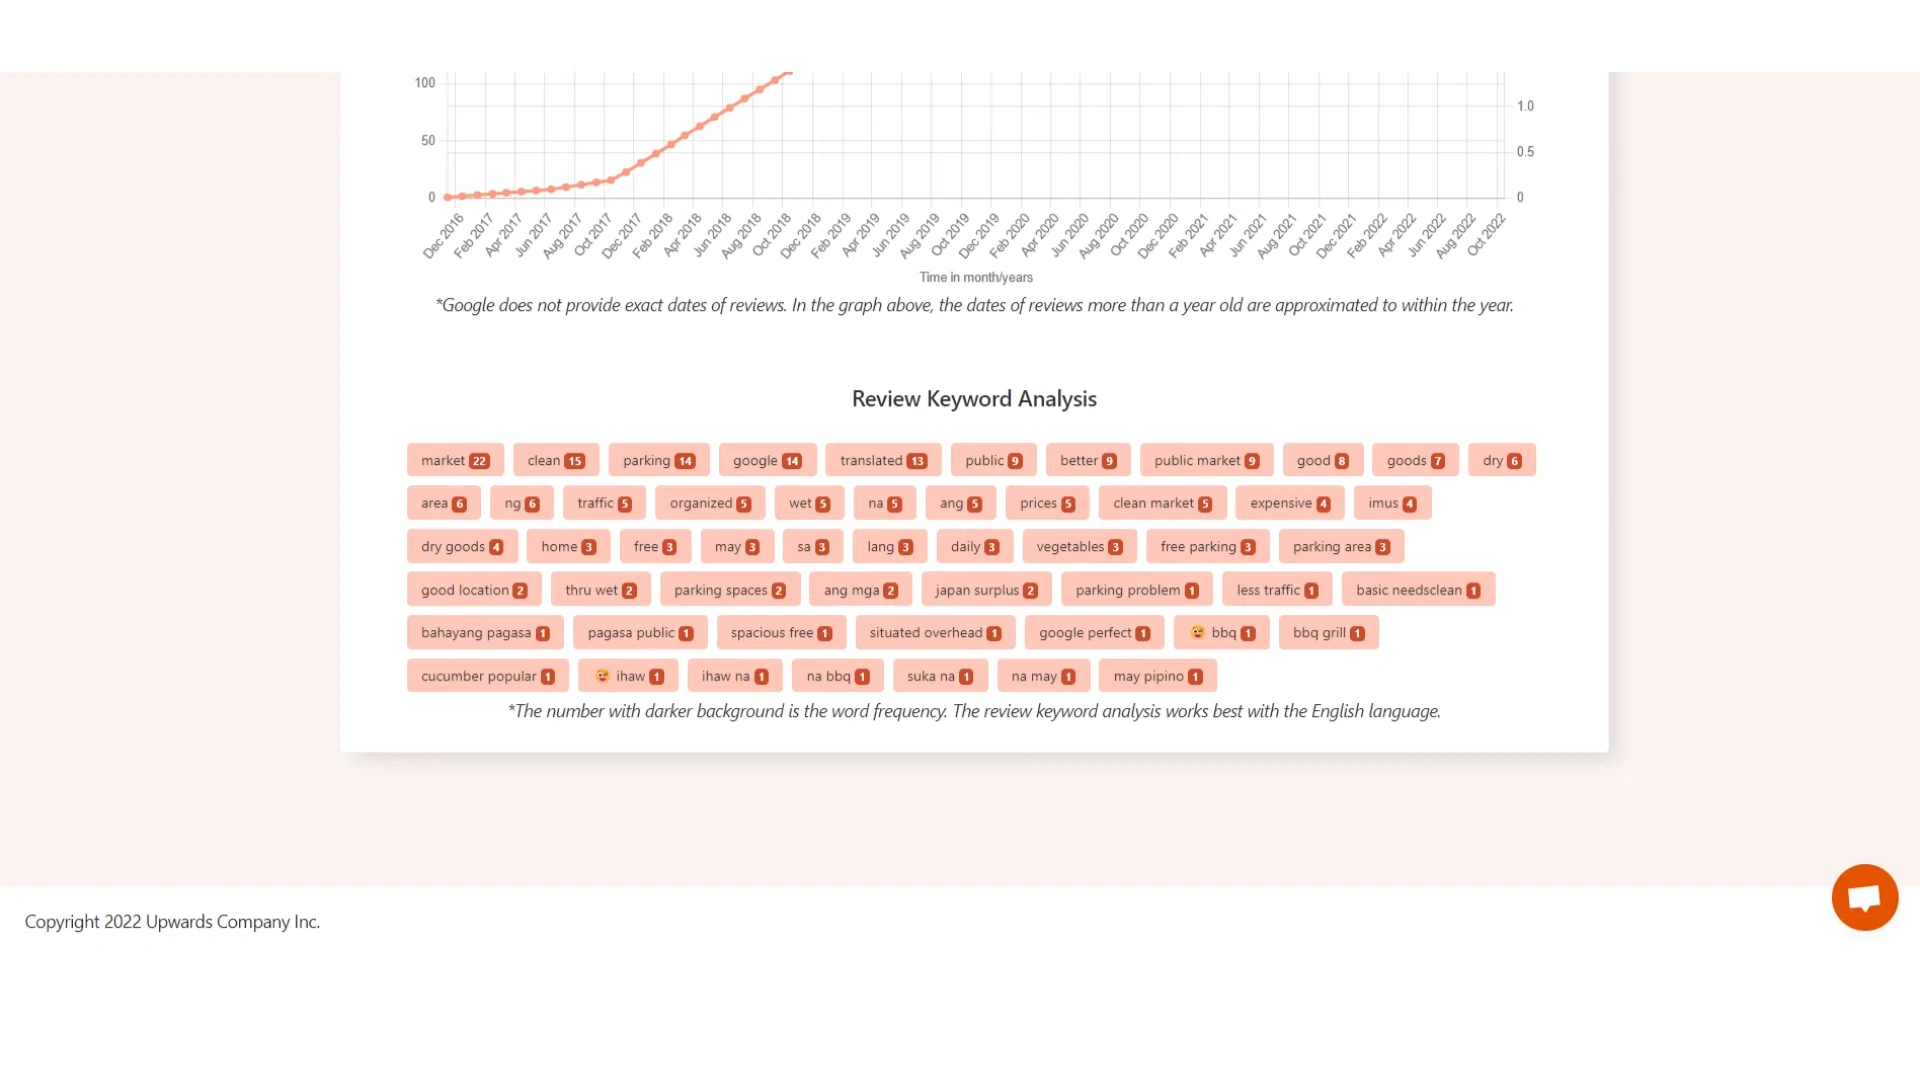 100
1.0
50
0.5
0
0
Dec 2016 Feb 2017 Apr 2017 Jun 2017 Aug 2017 Oct 2017 Dec 2017 Feb 2018 Apr 2018 Jun 2018 Aug 2018 Oct 2018 Dec 2018 Feb 2019 Apr 2019 Jun 2019 Aug 2019 Oct 2019 Dec 2019 Feb 2020 Apr 2020 Jun 2020 Aug 2020 Oct 2020 Dec 2020 Feb 2021 Apr 2021 Jun 2021 Aug 2021 Oct 2021 Dec 2021 Feb 2022 Apr 2022 Jun 2022 Aug 2022 Oct 2022
Time in month/years
*Google does not provide exact dates of reviews. In the graph above, the dates of reviews more than a year old are approximated to within the year.
Review Keyword Analysis
market 22 clean 15 parking 14 google 14 translated 13 public 9 better 9 public market 9 good 8 goods 7 dry 6
area 6 ng 6 traffic 5 organized 5 wet 5 na 5 ang 5 prices 5 clean market 5 expensive 4 imus 4
dry goods 4 home 3 free 3 may 3 sa 3 lang 3 daily 3 vegetables 3 free parking 3 parking area 3
good location 2 thru wet 2 parking spaces 2 ang mga 2 japan surplus 2 parking problem 1 less traffic 1 basic needsclean 1
bahayang pagasa 1 pagasa public 1 spacious free 1 situated overhead 1 google perfect 1 bbq 1 bbq grill 1
cucumber popular 1 ihaw 1 ihaw na 1 na bbq 1 suka na 1 na may 1 may pipino 1
*The number with darker background is the word frequency. The review keyword analysis works best with the English language.
Copyright 2022 Upwards Company Inc.